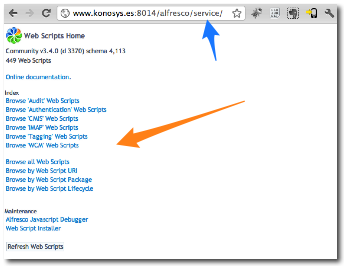 www.konosys.es:8014/alfresco/service/
Web Scripts Home
Community v3.4.0 (d 3370) schema 4,113
449 Web Scripts
Online documentation.
Index
Browse 'Audit' Web Scripts
Browse 'Authentication' Web Scripts
Browse 'CMIS' Web Scripts
Browse 'IMAP' Web Scripts
Browse 'Tagging' Web Scripts
Browse 'WCM' Web Scripts
Browse all Web Scripts
Browse by Web Script URI
Browse by Web Script Package
Browse by Web Script Lifecycle
Maintenance
Alfresco Javascript Debugger
Web Script Installer
Refresh Web Scripts